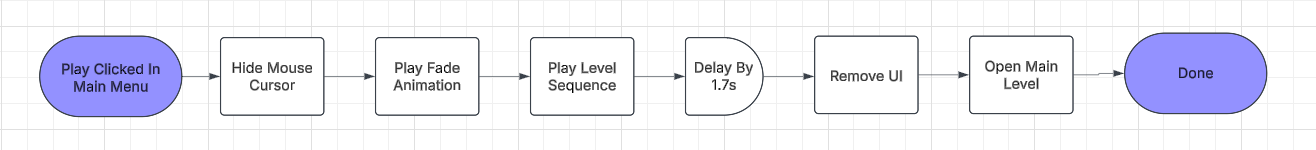 Play Clicked In
Main Menu
Hide Mouse
Cursor
Play Fade
Animation
Play Level
Sequence
Delay By
1.7s
Remove UI
Open Main
Level
Done